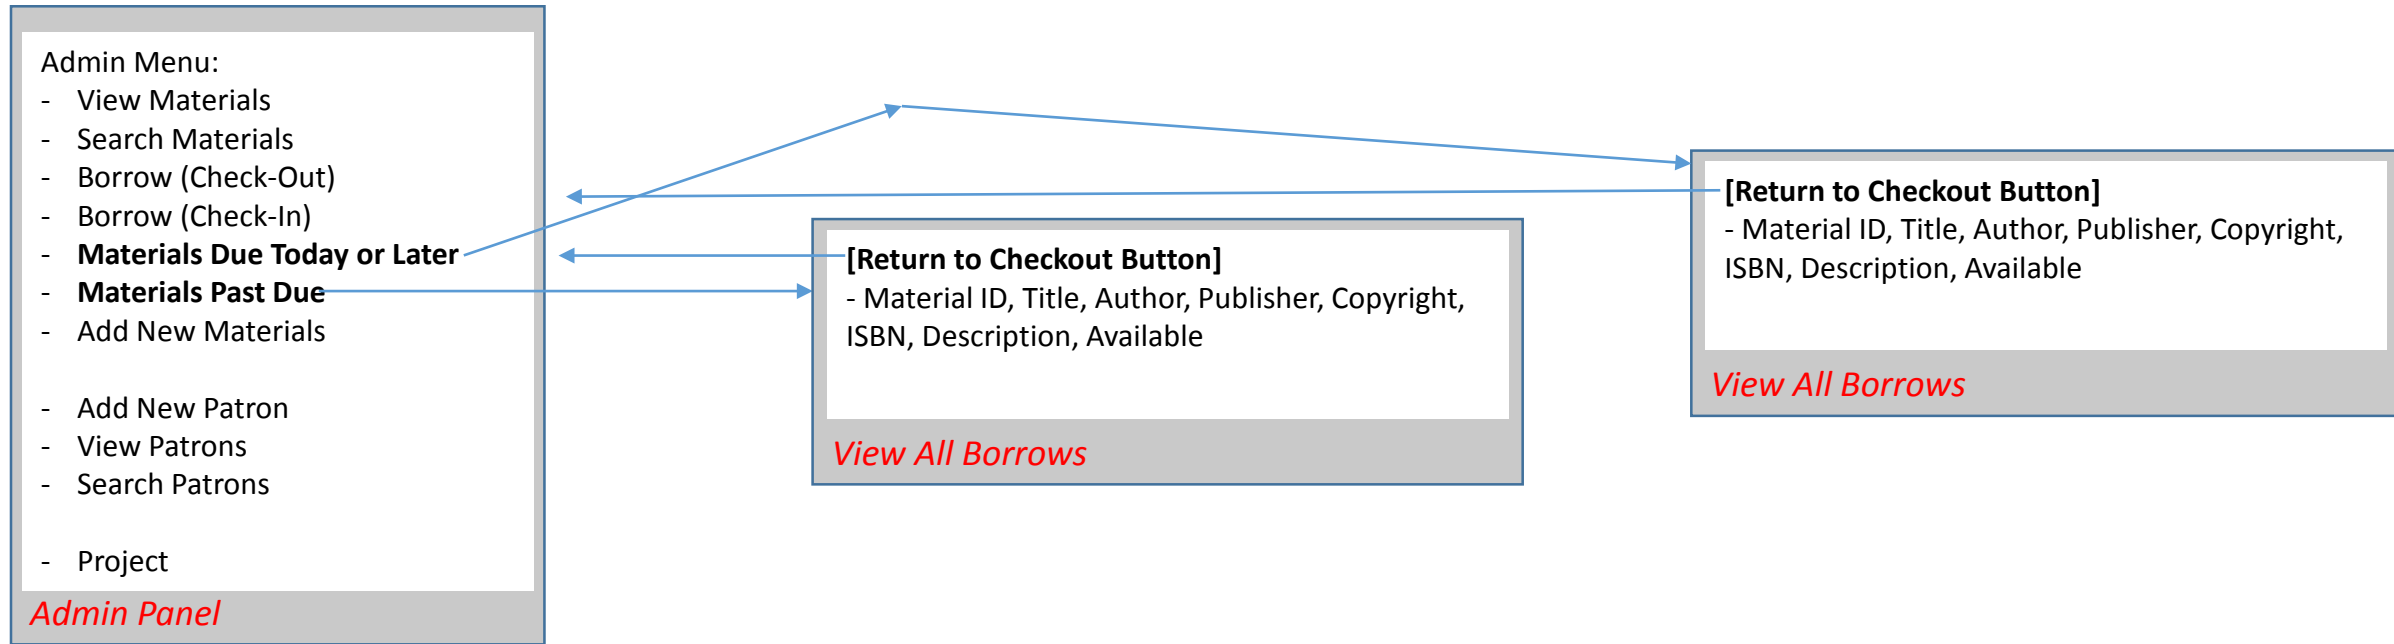 Admin Menu:
- View Materials
- Search Materials
- Borrow (Check-Out)
- Borrow (Check-In)
- Materials Due Today or Later
- Materials Past Due
- Add New Materials
- Add New Patron
- View Patrons
- Search Patrons
- Project
Admin Panel
[Return to Checkout Button]
- Material ID, Title, Author, Publisher, Copyright,
ISBN, Description, Available
View All Borrows
[Return to Checkout Button]
- Material ID, Title, Author, Publisher, Copyright,
ISBN, Description, Available
View All Borrows